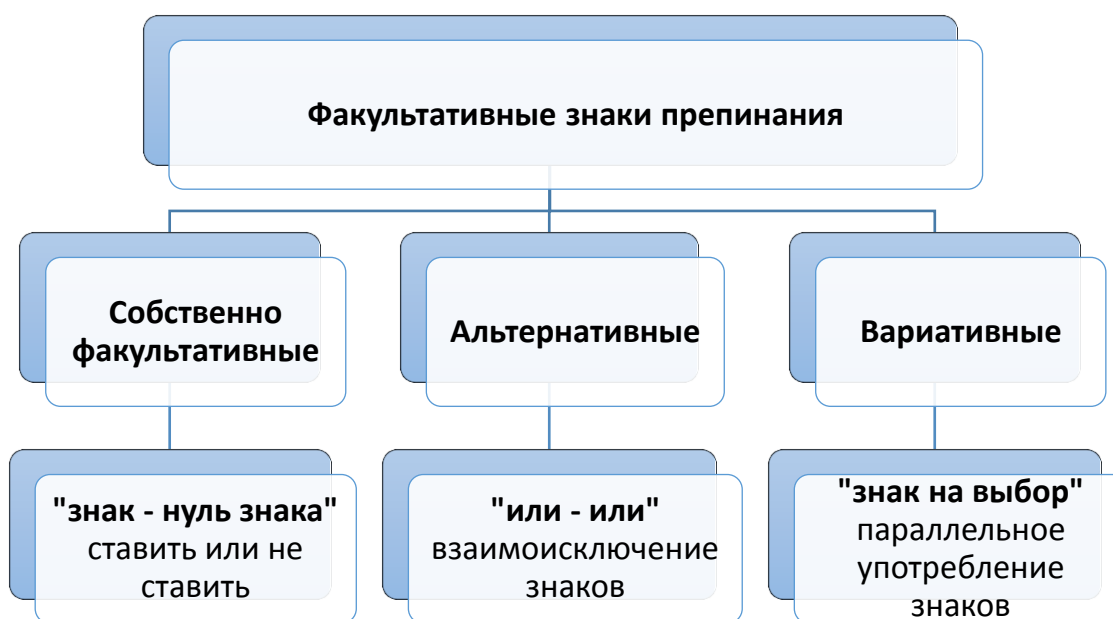 Факультативные знаки препинания
Собственно
факультативные
Альтернативные
Вариативные
"знак - нуль знака"
ставить или не
ставить
"или - или"
взаимоисключение
знаков
"знак на выбор"
параллельное
употребление
знаков